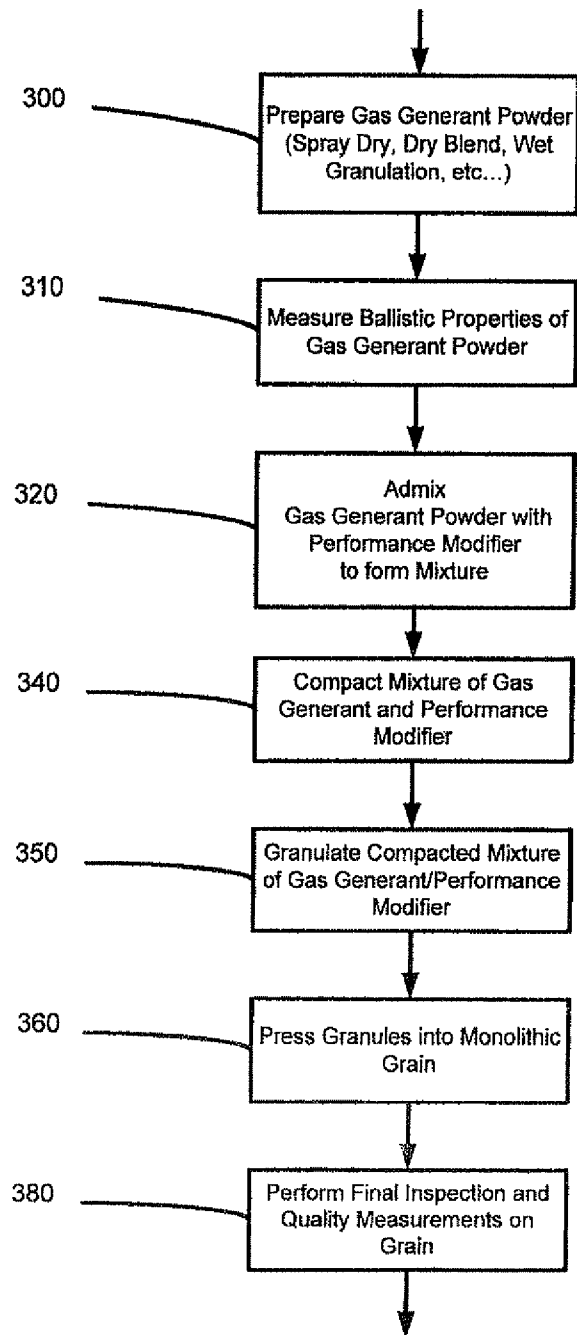 300
Prepare Gas Generant Powder
(Spray Dry, Dry Blend, Wet
Granulation, etc...)
310
Measure Ballistic Properties of
Gas Generant Powder
320
Admix
Gas Generant Powder with
Performance Modifier
to form Mixture
340
Compact Mixture of Gas
Generant and Performance
Modifier
350
Granulate Compacted Mixture
of Gas Generant/Performance
Modifier
360
Press Granules into Monolithic
Grain
380
Perform Final Inspection and
Quality Measurements on
Grain